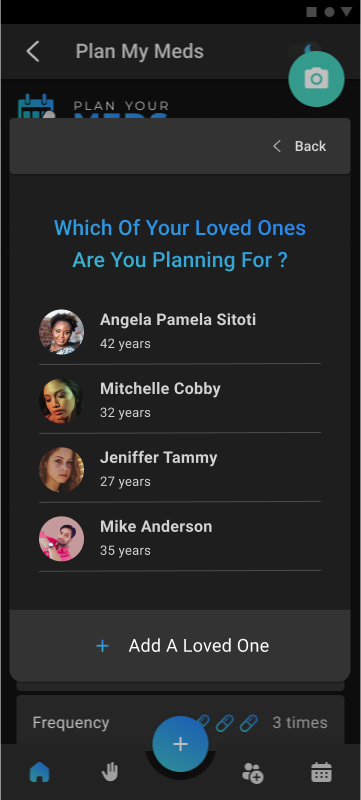 Plan My Meds
PLAN YOUR
MEDS
Back
Which Of Your Loved Ones
Are You Planning For ?
Angela Pamela Sitoti
42 years
Mitchelle Cobby
32 years
Jeniffer Tammy
27 years
Mike Anderson
35 years
+ Add A Loved One
Frequency 3 times